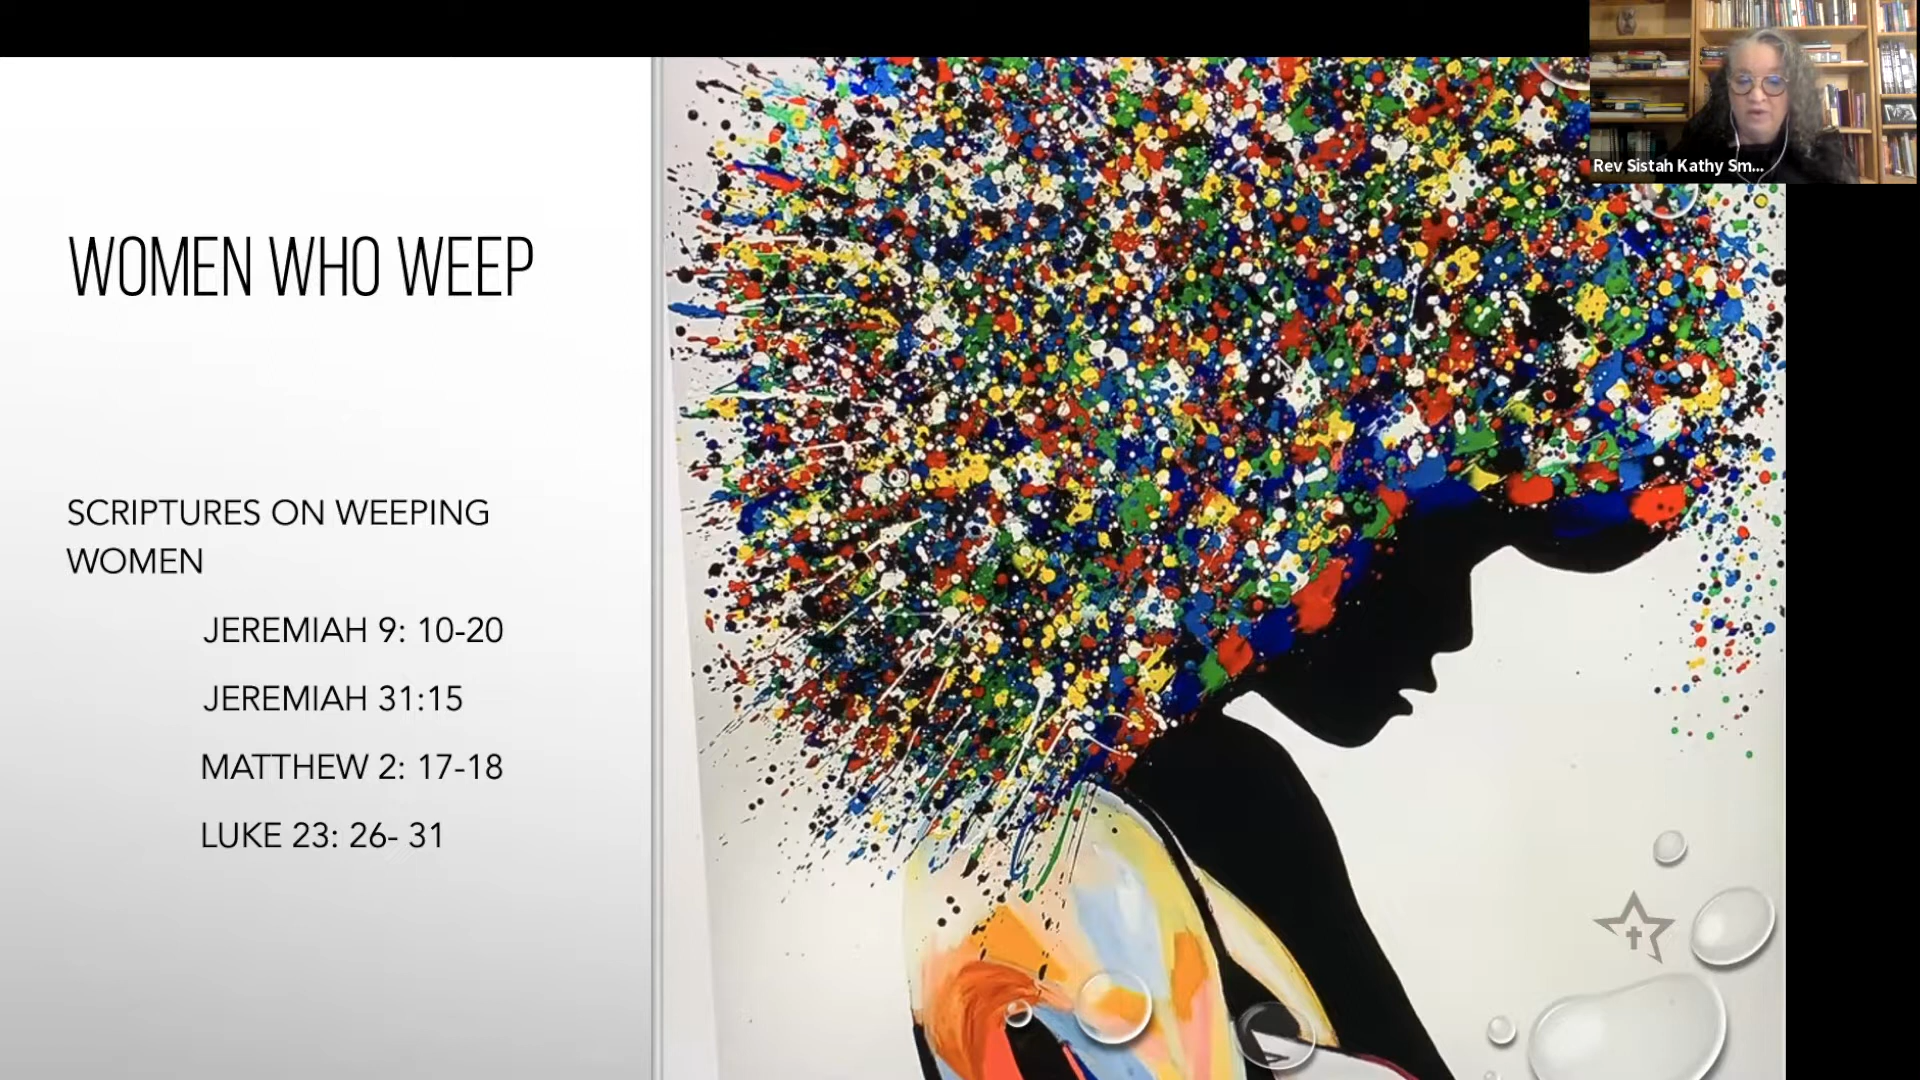 WOMEN WHO WEEP
SCRIPTURES ON WEEPING
WOMEN
JEREMIAH 9: 10-20
JEREMIAH 31:15
MATTHEW 2: 17-18
LUKE 23: 26- 31
Rev Sistah Kathy Sm...